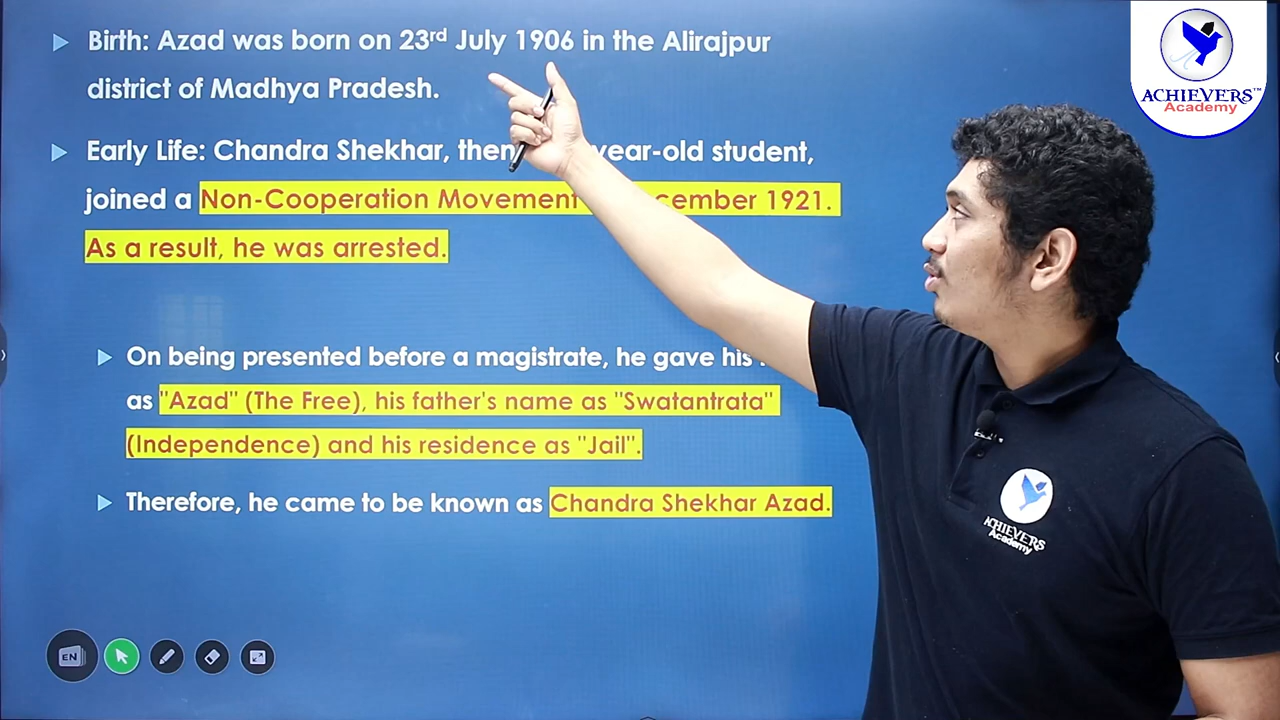 Birth: Azad was born on 23rd July 1906 in the Alirajpur
district of Madhya Pradesh.
Early Life: Chandra Shekhar, then year-old student,
joined a Non-Cooperation Movement 1921.
As a result, he was arrested.
On being presented before a magistrate, he gave his
as "Azad" (The Free), his father's name as "Swatantrata"
(Independence) and his residence as "Jail".
Therefore, he came to be known as Chandra Shekhar Azad.
EN
ACHIEVERS™
Academy
ACHIEVERS
Academy